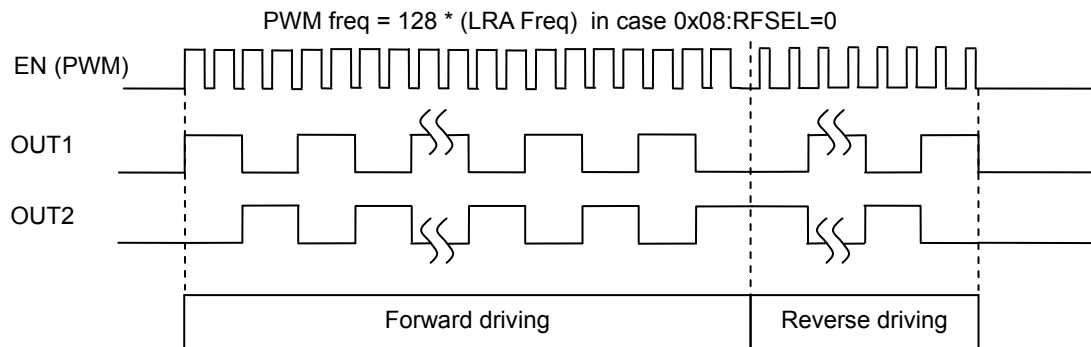 PWM freq = 128 * (LRA Freq)  in case 0x08:RFSEL=0
EN (PWM)
OUT1
OUT2
Forward driving
Reverse driving